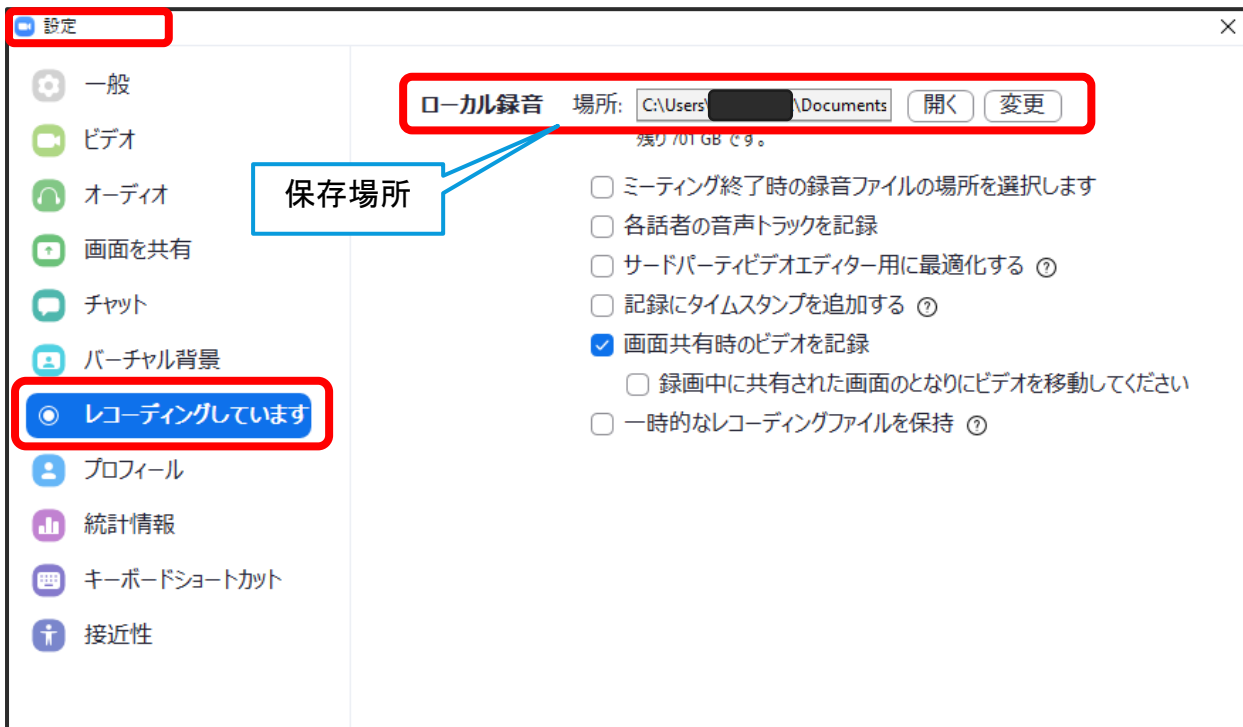 設定
一般
ビデオ
オーディオ
画面を共有
チャット
バーチャル背景
レコーディングしています
プロフィール
統計情報
キーボードショートカット
接近性
ローカル録音 場所: C:\Users\ \Documents 開く 変更
残り 701 GB です。
保存場所
ミーティング終了時の録音ファイルの場所を選択します
各話者の音声トラックを記録
サードパーティビデオエディター用に最適化する ?
記録にタイムスタンプを追加する ?
画面共有時のビデオを記録
録画中に共有された画面のとなりにビデオを移動してください
一時的なレコーディングファイルを保持 ?